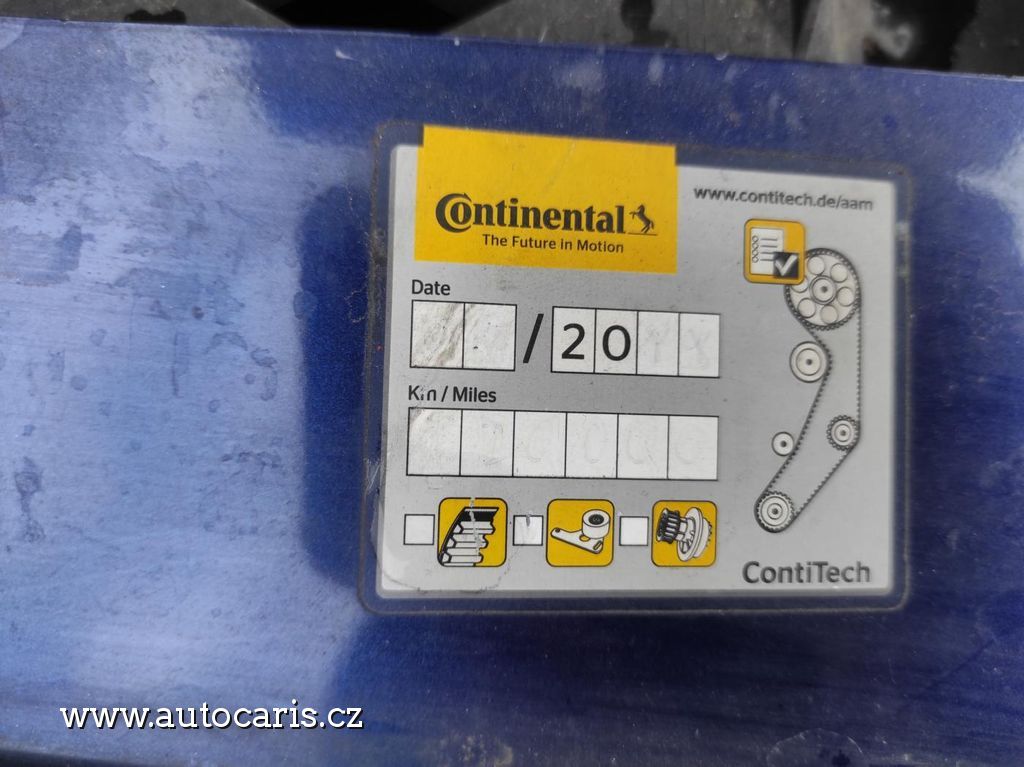 Continental
The Future in Motion
www.contitech.de/aam
Date
/ 20
Km / Miles
ContiTech
www.autocaris.cz